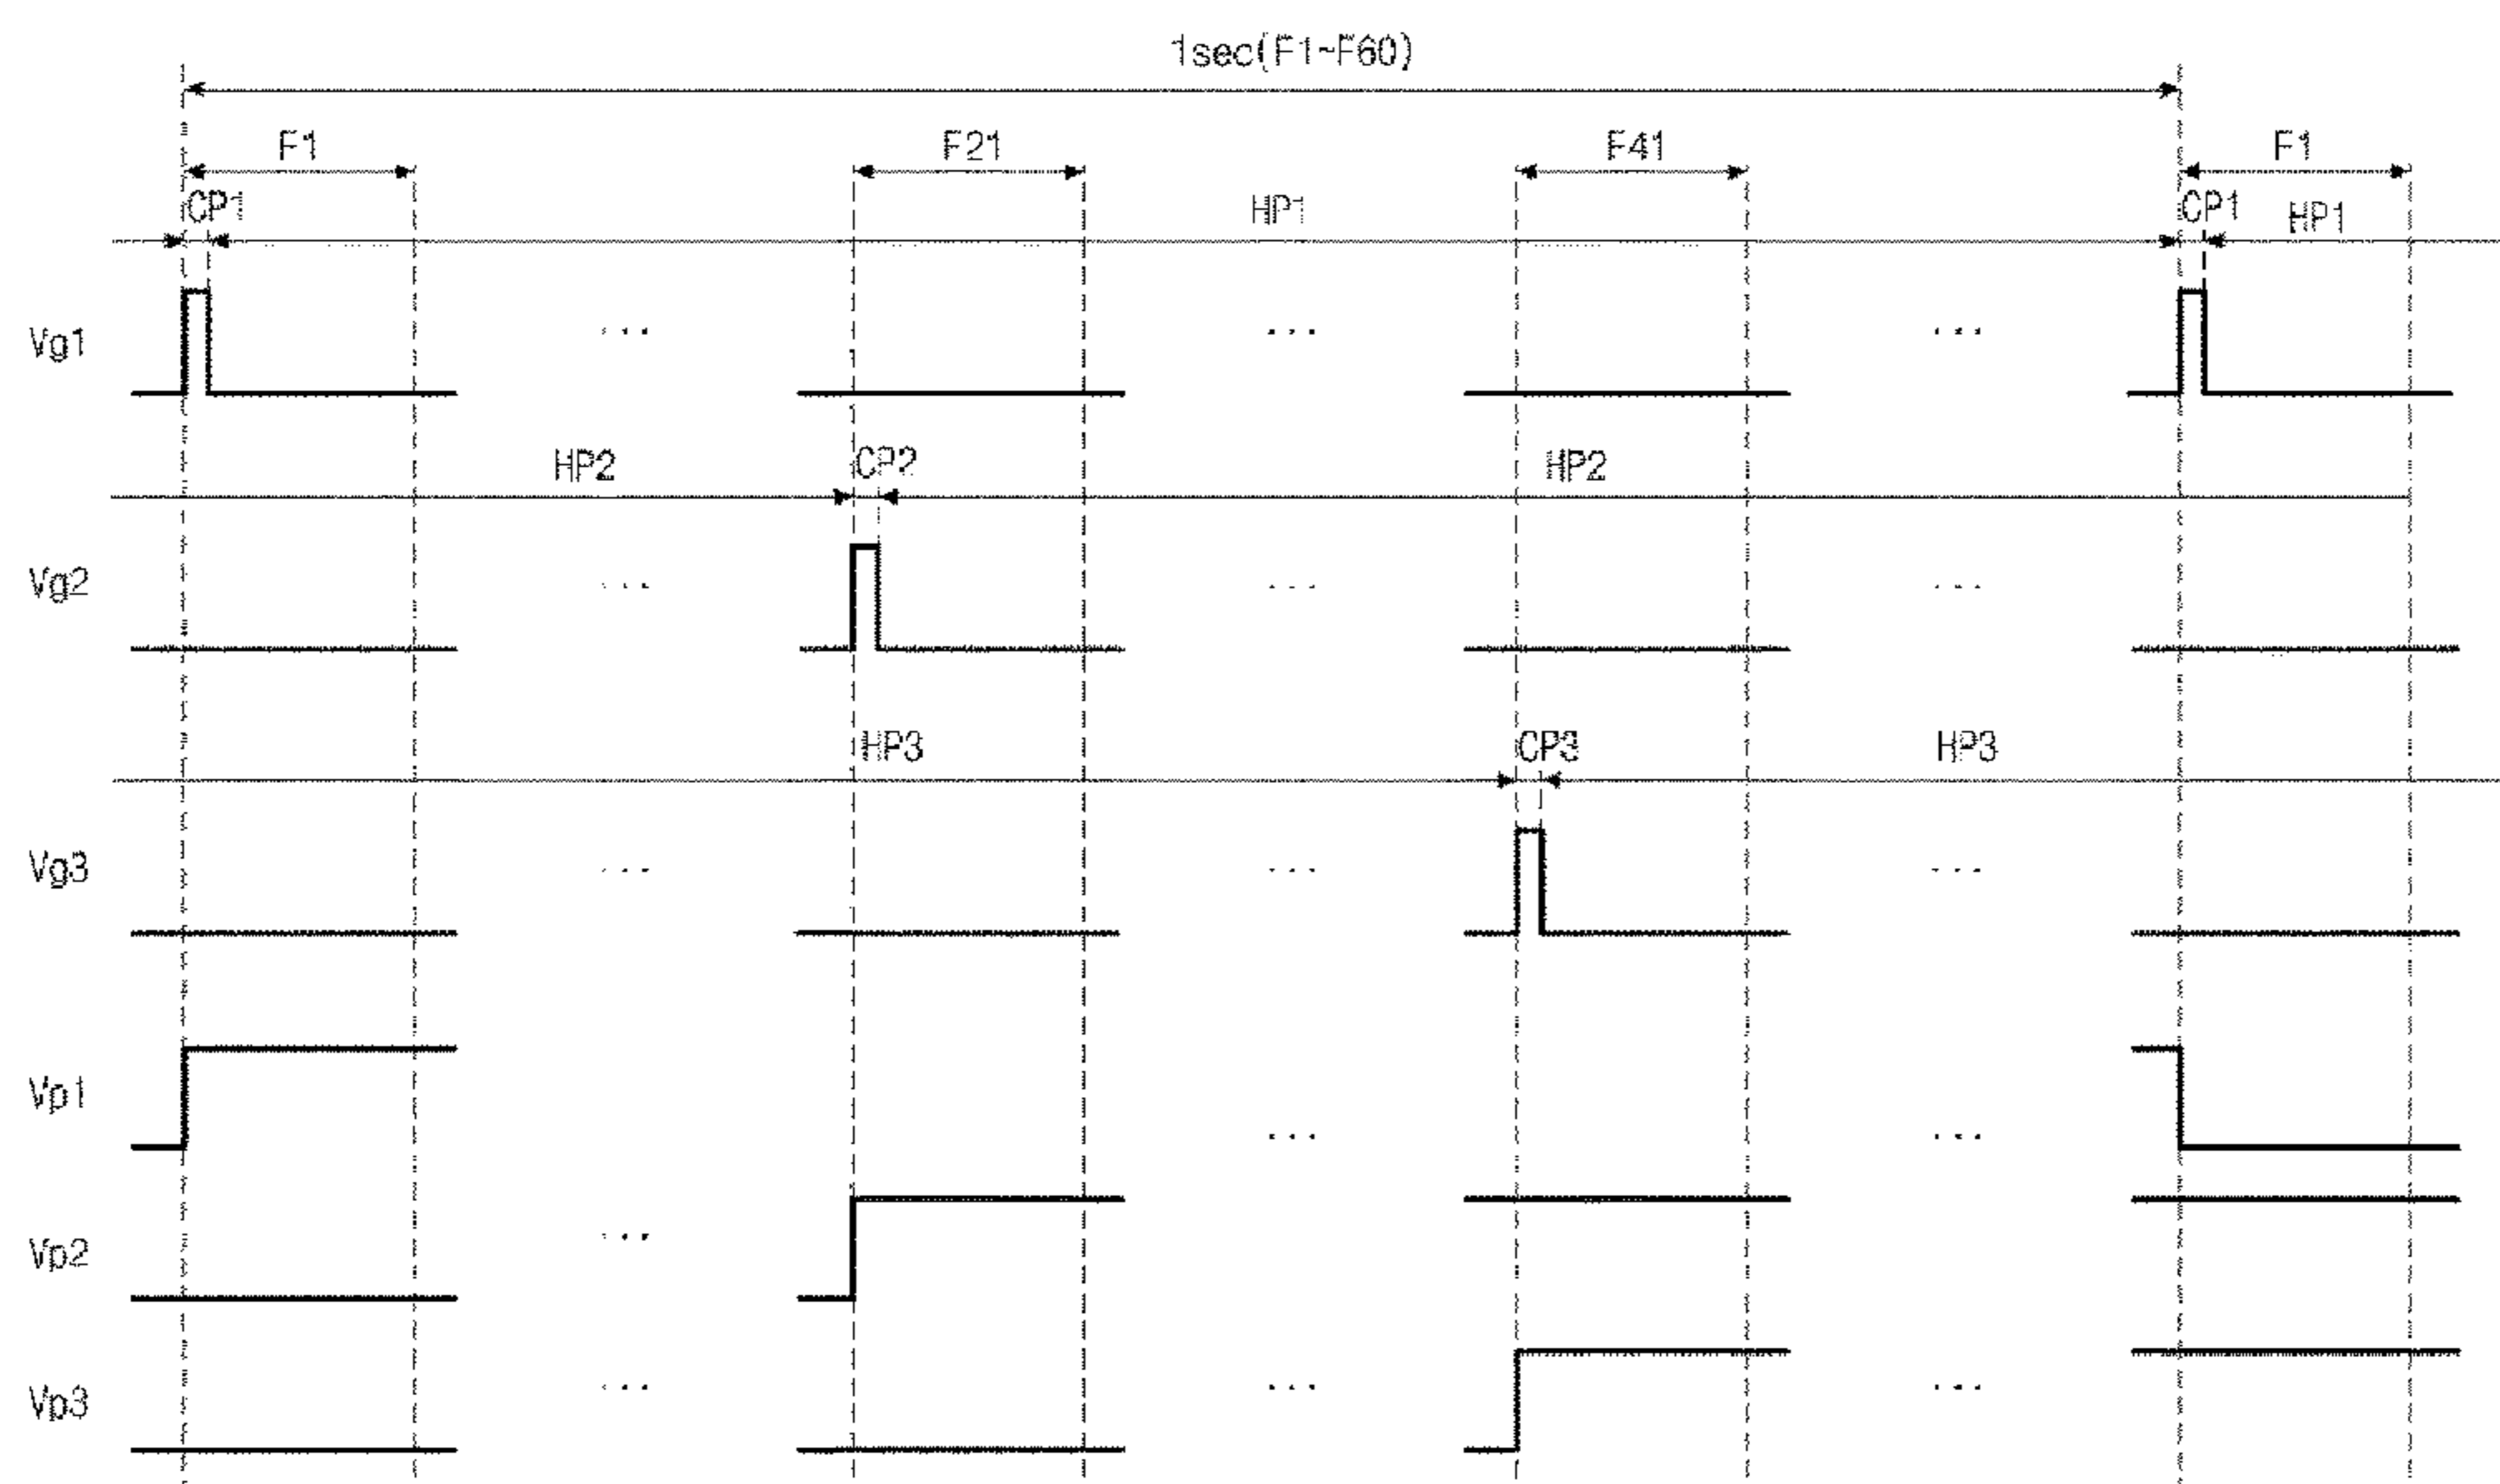 1sec(F1~F60)
F1 F21 F41 F1
CP1 HP1 CP1 HP1
Vg1 ... ... ...
HP2 CP2 HP2
Vg2 ... ... ...
HP3 CP3 HP3
Vg3 ... ... ...
Vp1 ... ...
Vp2 ...
Vp3 ... ... ...